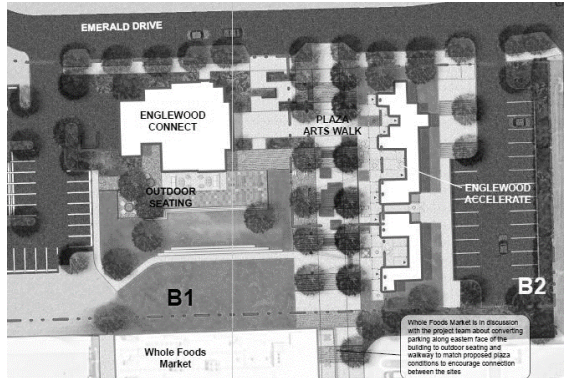 EMERALD DRIVE
ENGLEWOOD
CONNECT
PLAZA
ARTS WALK
OUTDOOR
SEATING
ENGLEWOOD
ACCELERATE
B1
B2
Whole Foods
Market
Whole Foods Market is in discussion
with the project team about converting
parking along eastern face of the
building to outdoor seating and
walkway to match proposed plaza
conditions to encourage connection
between the sites